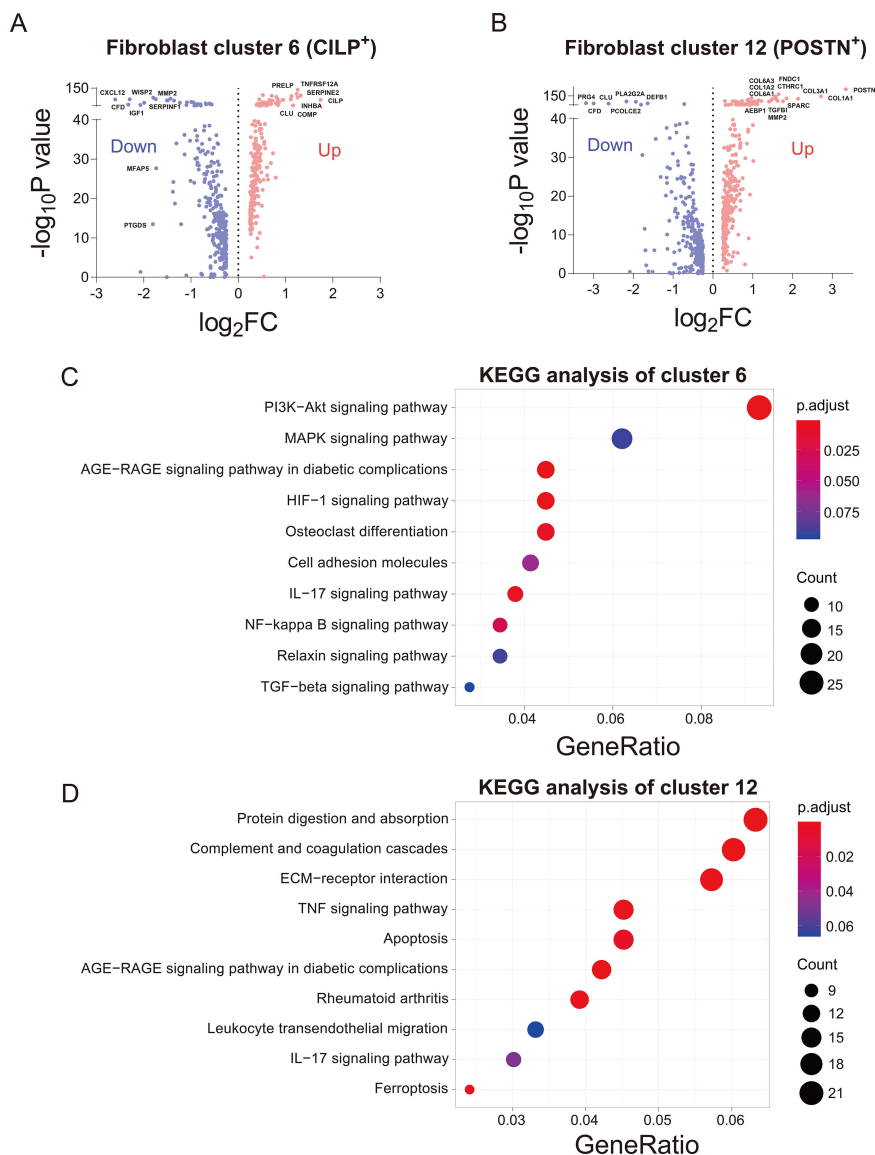 A
Fibroblast cluster 6 (CILP+)
150
40
30
20
10
0
-log10P value
CXCL12
WISP2
MMP2
CFD
SERPINF1
IGF1
MFAP5
PTGDS
Down
PRELP
TNFRSF12A
SERPINE2
CILP
INHBA
CLU
COMP
Up
-3 -2 -1 0 1 2 3
log2FC
B
Fibroblast cluster 12 (POSTN+)
150
40
30
20
10
0
-log10P value
PRG4
CLU
PLA2G2A
DEFB1
CFD
PCOLCE2
Down
COL6A3
FNDC1
COL1A2
CTHRC1
COL6A1
COL3A1
POSTN
COL1A1
AEBP1
TGFBI
SPARC
MMP2
Up
-3 -2 -1 0 1 2 3
log2FC
C
KEGG analysis of cluster 6
PI3K−Akt signaling pathway
MAPK signaling pathway
AGE−RAGE signaling pathway in diabetic complications
HIF−1 signaling pathway
Osteoclast differentiation
Cell adhesion molecules
IL−17 signaling pathway
NF−kappa B signaling pathway
Relaxin signaling pathway
TGF−beta signaling pathway
0.04 0.06 0.08
GeneRatio
p.adjust
0.025
0.050
0.075
Count
10
15
20
25
D
KEGG analysis of cluster 12
Protein digestion and absorption
Complement and coagulation cascades
ECM−receptor interaction
TNF signaling pathway
Apoptosis
AGE−RAGE signaling pathway in diabetic complications
Rheumatoid arthritis
Leukocyte transendothelial migration
IL−17 signaling pathway
Ferroptosis
0.03 0.04 0.05 0.06
GeneRatio
p.adjust
0.02
0.04
0.06
Count
9
12
15
18
21